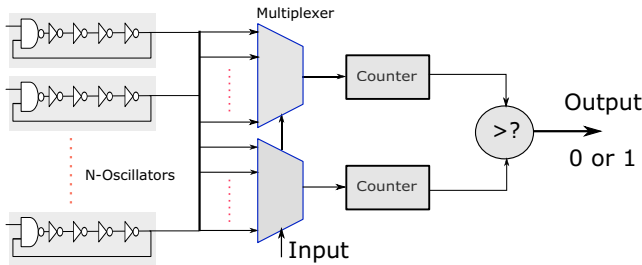 Multiplexer
Counter
Output
>?
0 or 1
N-Oscillators
Counter
Input